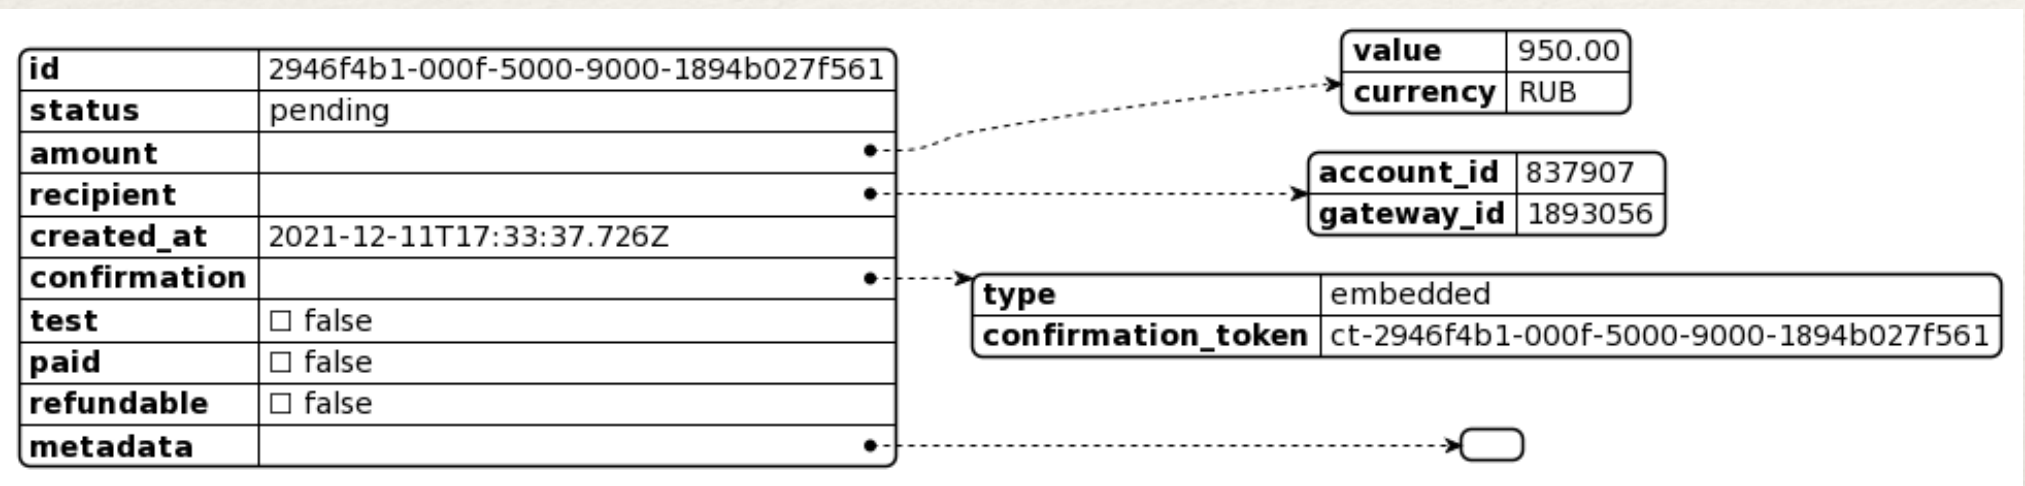 id 2946f4b1-000f-5000-9000-1894b027f561
status pending
amount
recipient
created_at 2021-12-11T17:33:37.726Z
confirmation
test ☐ false
paid ☐ false
refundable ☐ false
metadata
value 950.00
currency RUB
account_id 837907
gateway_id 1893056
type embedded
confirmation_token ct-2946f4b1-000f-5000-9000-1894b027f561